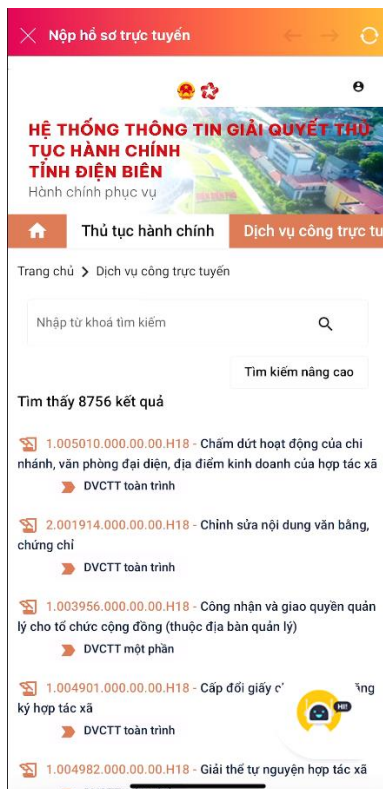 Nộp hồ sơ trực tuyến
HỆ THỐNG THÔNG TIN GIẢI QUYẾT THỦ
TỤC HÀNH CHÍNH
TỈNH ĐIỆN BIÊN
Hành chính phục vụ
Thủ tục hành chính
Dịch vụ công trực tu
Trang chủ > Dịch vụ công trực tuyến
Nhập từ khoá tìm kiếm
Tìm kiếm nâng cao
Tìm thấy 8756 kết quả
1.005010.000.00.00.H18 - Chấm dứt hoạt động của chi
nhánh, văn phòng đại diện, địa điểm kinh doanh của hợp tác xã
DVCTT toàn trình
2.001914.000.00.00.H18 - Chỉnh sửa nội dung văn bằng,
chứng chỉ
DVCTT toàn trình
1.003956.000.00.00.H18 - Công nhận và giao quyền quản
lý cho tổ chức cộng đồng (thuộc địa bàn quản lý)
DVCTT một phần
1.004901.000.00.00.H18 - Cấp đổi giấy
ký hợp tác xã
HI!
DVCTT toàn trình
1.004982.000.00.00.H18 - Giải thể tự nguyện hợp tác xã